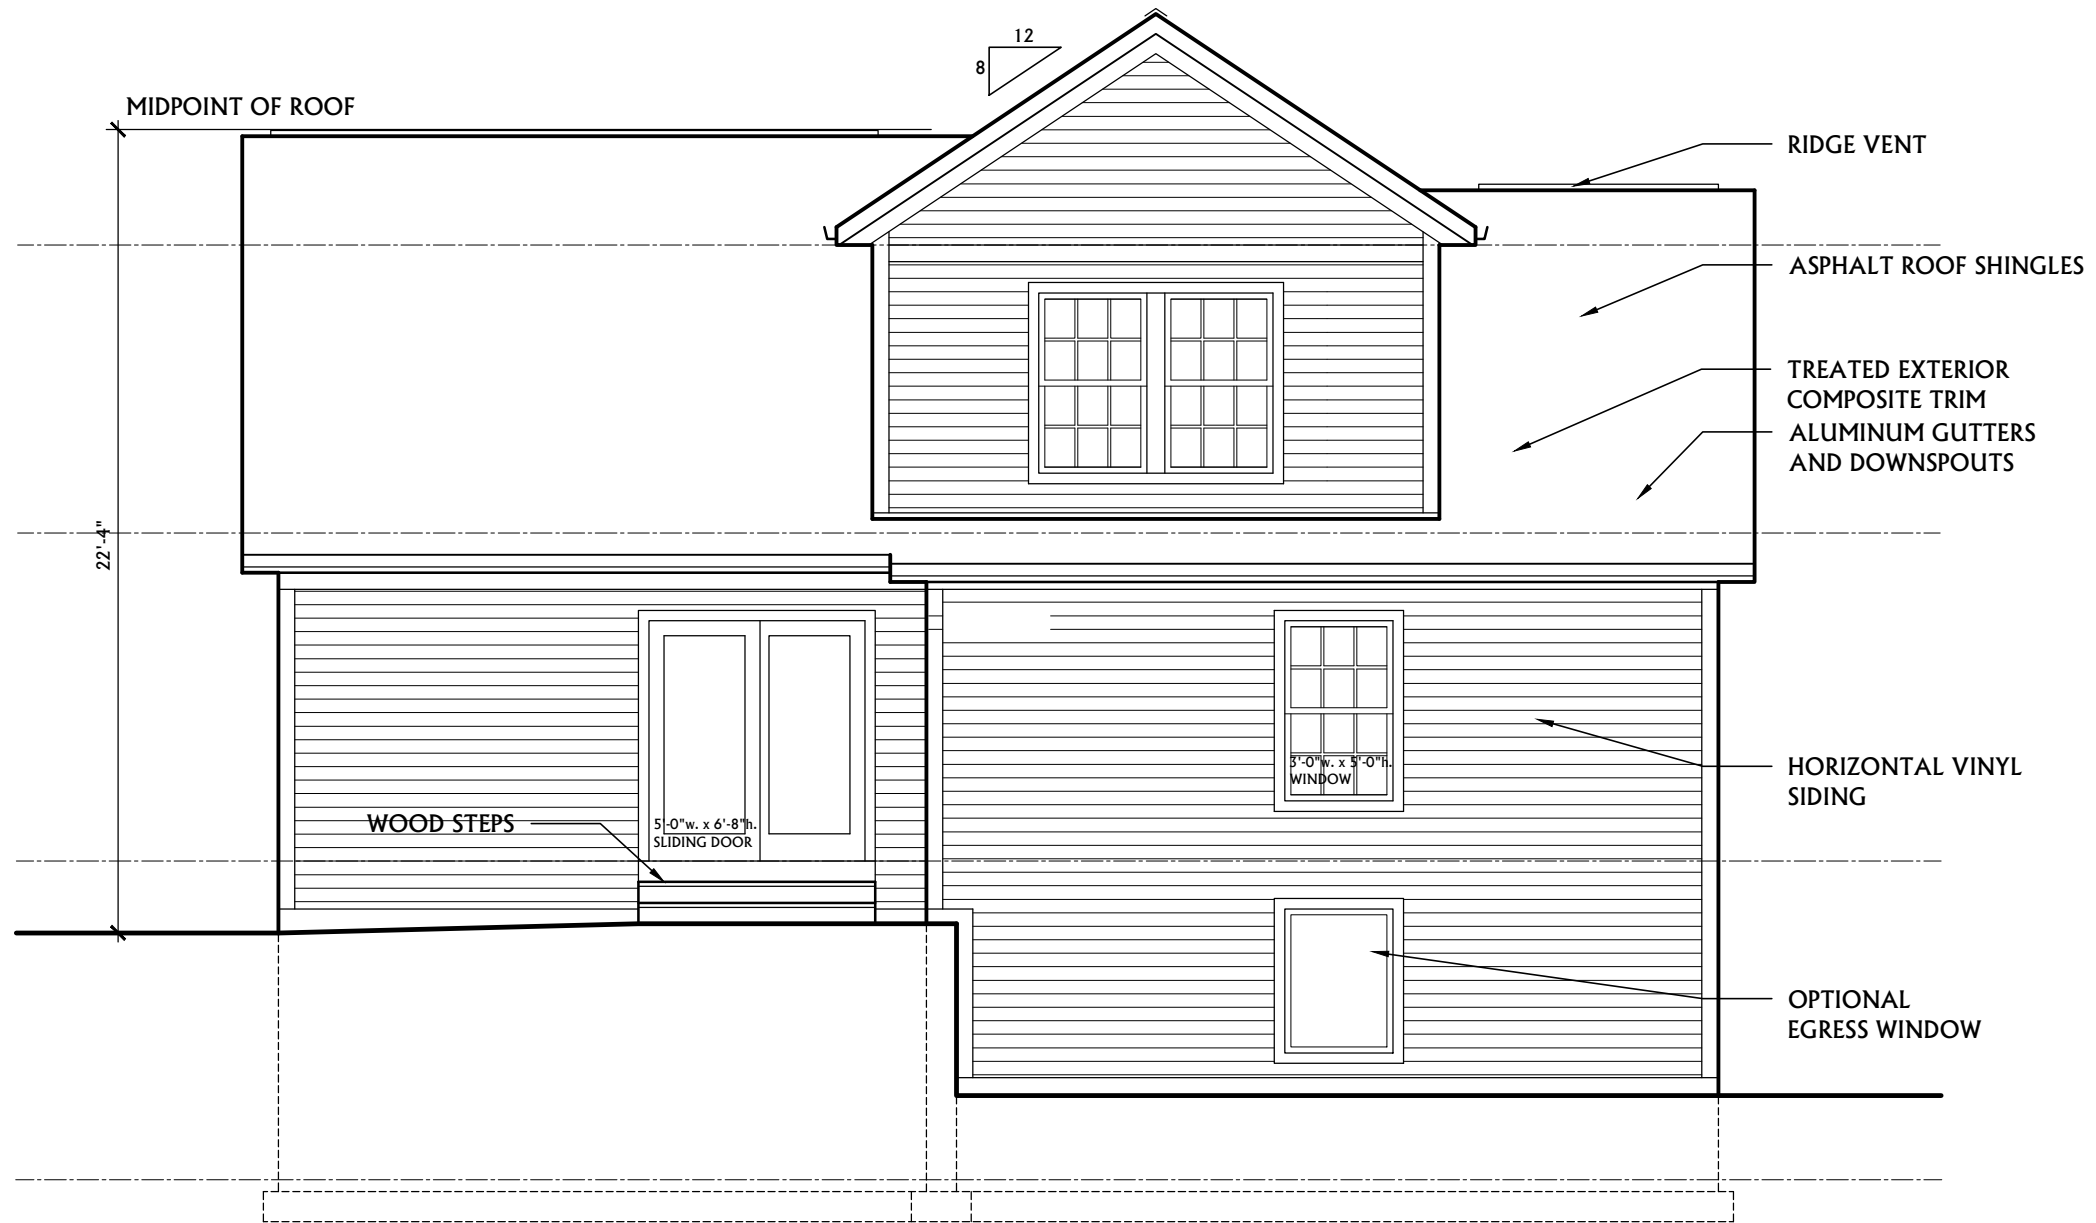 12
8
MIDPOINT OF ROOF
RIDGE VENT
ASPHALT ROOF SHINGLES
TREATED EXTERIOR
COMPOSITE TRIM
ALUMINUM GUTTERS
AND DOWNSPOUTS
22'-4"
3'-0"w. x 5'-0"h.
WINDOW
HORIZONTAL VINYL
SIDING
WOOD STEPS
5'-0"w. x 6'-8"h.
SLIDING DOOR
OPTIONAL
EGRESS WINDOW